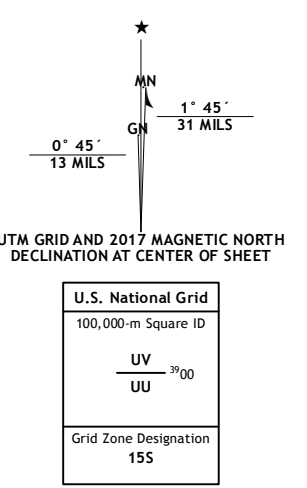 ★
MN
GN
1° 45´
31 MILS
0° 45´
13 MILS
UTM GRID AND 2017 MAGNETIC NORTH
DECLINATION AT CENTER OF SHEET
U.S. National Grid
100,000-m Square ID
UV
3900
UU
Grid Zone Designation
15S